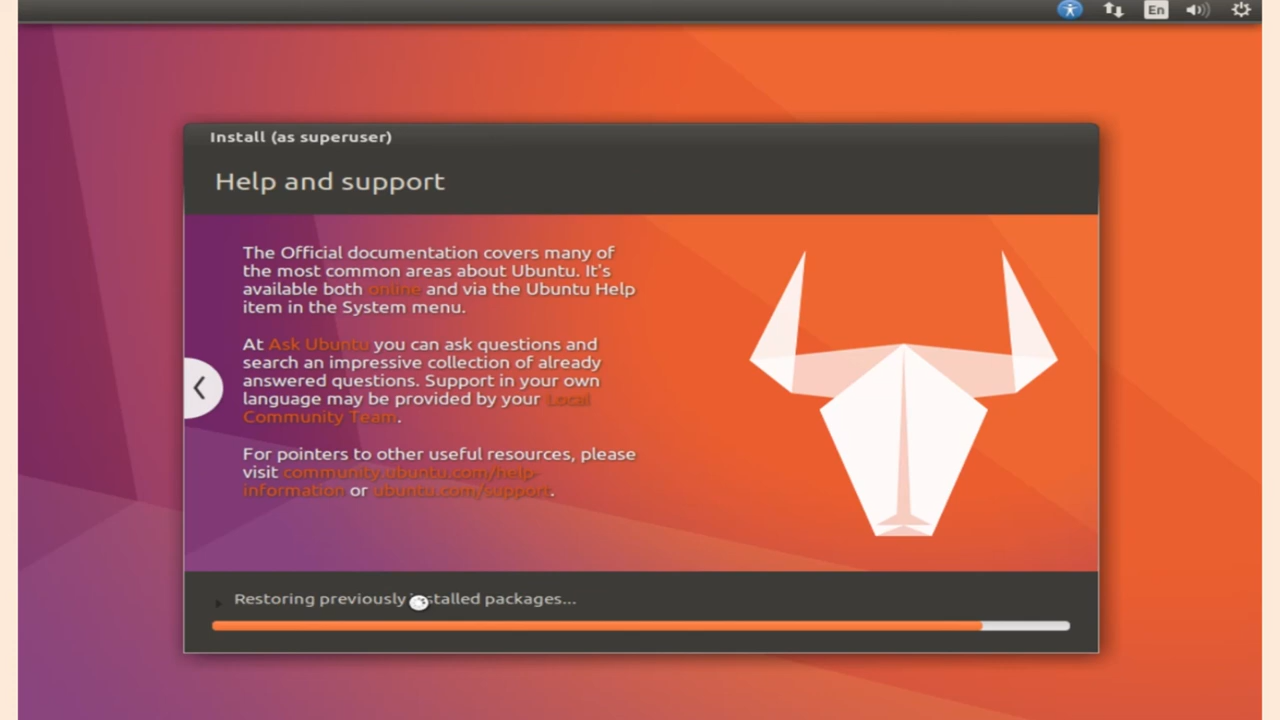 En
Install (as superuser)
Help and support
The Official documentation covers many of
the most common areas about Ubuntu. It's
available both online and via the Ubuntu Help
item in the System menu.
At Ask Ubuntu you can ask questions and
search an impressive collection of already
answered questions. Support in your own
language may be provided by your Local
Community Team.
For pointers to other useful resources, please
visit community.ubuntu.com/help-
information or ubuntu.com/support.
Restoring previously installed packages...